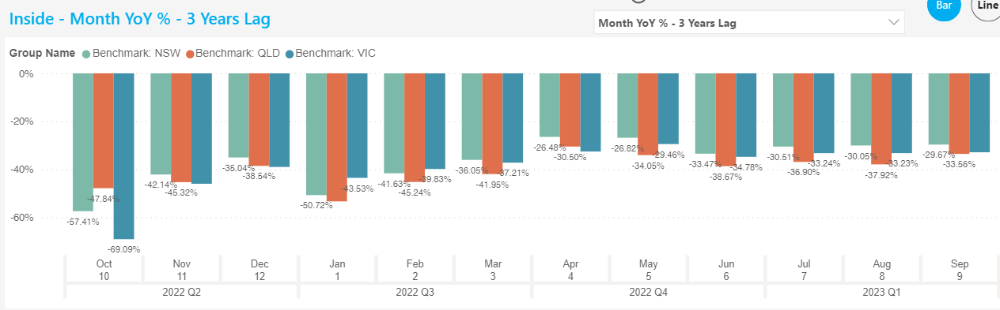 Inside - Month YoY % - 3 Years Lag
Month YoY % - 3 Years Lag
Bar
Line
Group Name Benchmark: NSW Benchmark: QLD Benchmark: VIC
0%
-20%
-40%
-60%
-57.41% -47.84% -69.09%
-42.14% -45.32%
-35.04% -38.54%
-50.72% -43.53%
-41.63% -45.24% -39.83%
-36.05% -41.95% -37.21%
-26.48% -30.50%
-26.82% -34.05% -29.46%
-33.47% -38.67% -34.78%
-30.51% -36.90% -33.24%
-30.05% -37.92% -33.23%
-29.67% -33.56%
Oct Nov Dec Jan Feb Mar Apr May Jun Jul Aug Sep
10 11 12 1 2 3 4 5 6 7 8 9
2022 Q2 2022 Q3 2022 Q4 2023 Q1